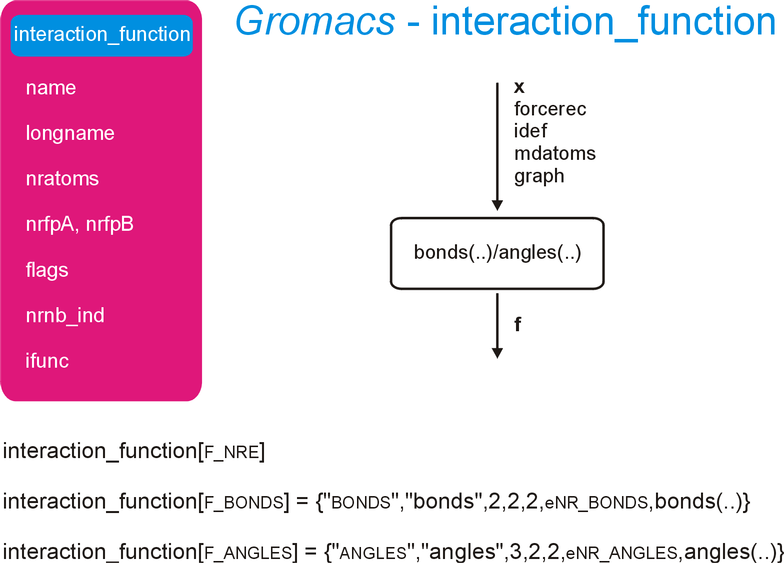 Gromacs - interaction_function
interaction_function
name
longname
nratoms
nrfpA, nrfpB
flags
nrnb_ind
ifunc
x
forcerec
idef
mdatoms
graph
bonds(..)/angles(..)
f
interaction_function[F_NRE]
interaction_function[F_BONDS] = {"BONDS","bonds",2,2,2,eNR_BONDS,bonds(..)}
interaction_function[F_ANGLES] = {"ANGLES","angles",3,2,2,eNR_ANGLES,angles(..)}